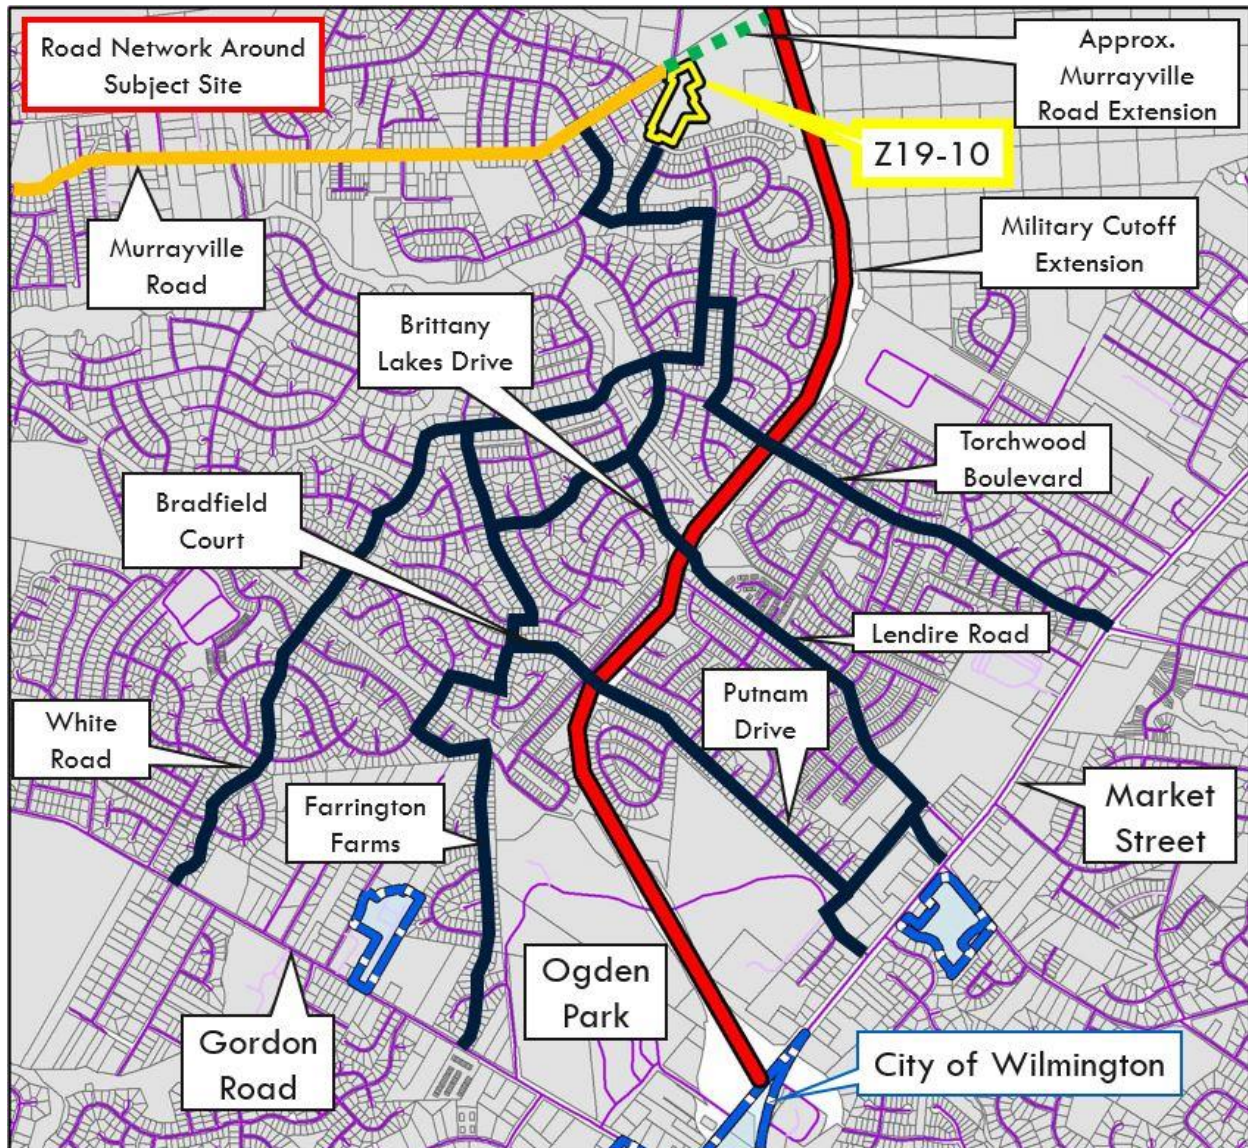 Road Network Around
Subject Site
Approx.
Murrayville
Road Extension
Z19-10
Murrayville
Road
Military Cutoff
Extension
Brittany
Lakes Drive
Torchwood
Boulevard
Bradfield
Court
Lendire Road
Putnam
Drive
White
Road
Farrington
Farms
Market
Street
Ogden
Park
Gordon
Road
City of Wilmington